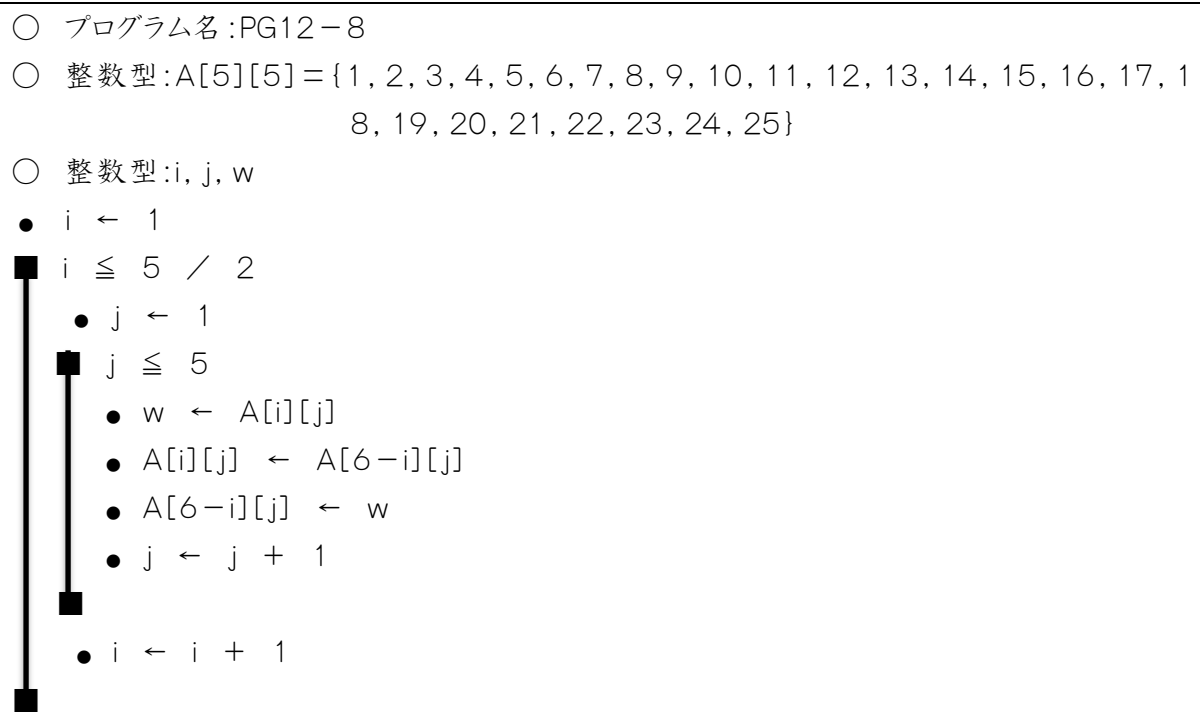 ○ プログラム名:PG12-8
○ 整数型:A[5][5]={1,2,3,4,5,6,7,8,9,10,11,12,13,14,15,16,17,1
8,19,20,21,22,23,24,25}
○ 整数型:i,j,w
● i ← 1
■ i ≦ 5 / 2
● j ← 1
■ j ≦ 5
● w ← A[i][j]
● A[i][j] ← A[6-i][j]
● A[6-i][j] ← w
● j ← j + 1
■
● i ← i + 1
■